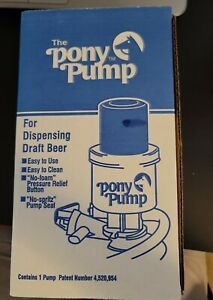 The
Pony™
Pump
For
Dispensing
Draft Beer
Easy to Use
Easy to Clean
"No-foam"
Pressure Relief
Button
"No-spritz"
Pump Seal
Pony
Pump
Contains 1 Pump Patent Number 4,520,954